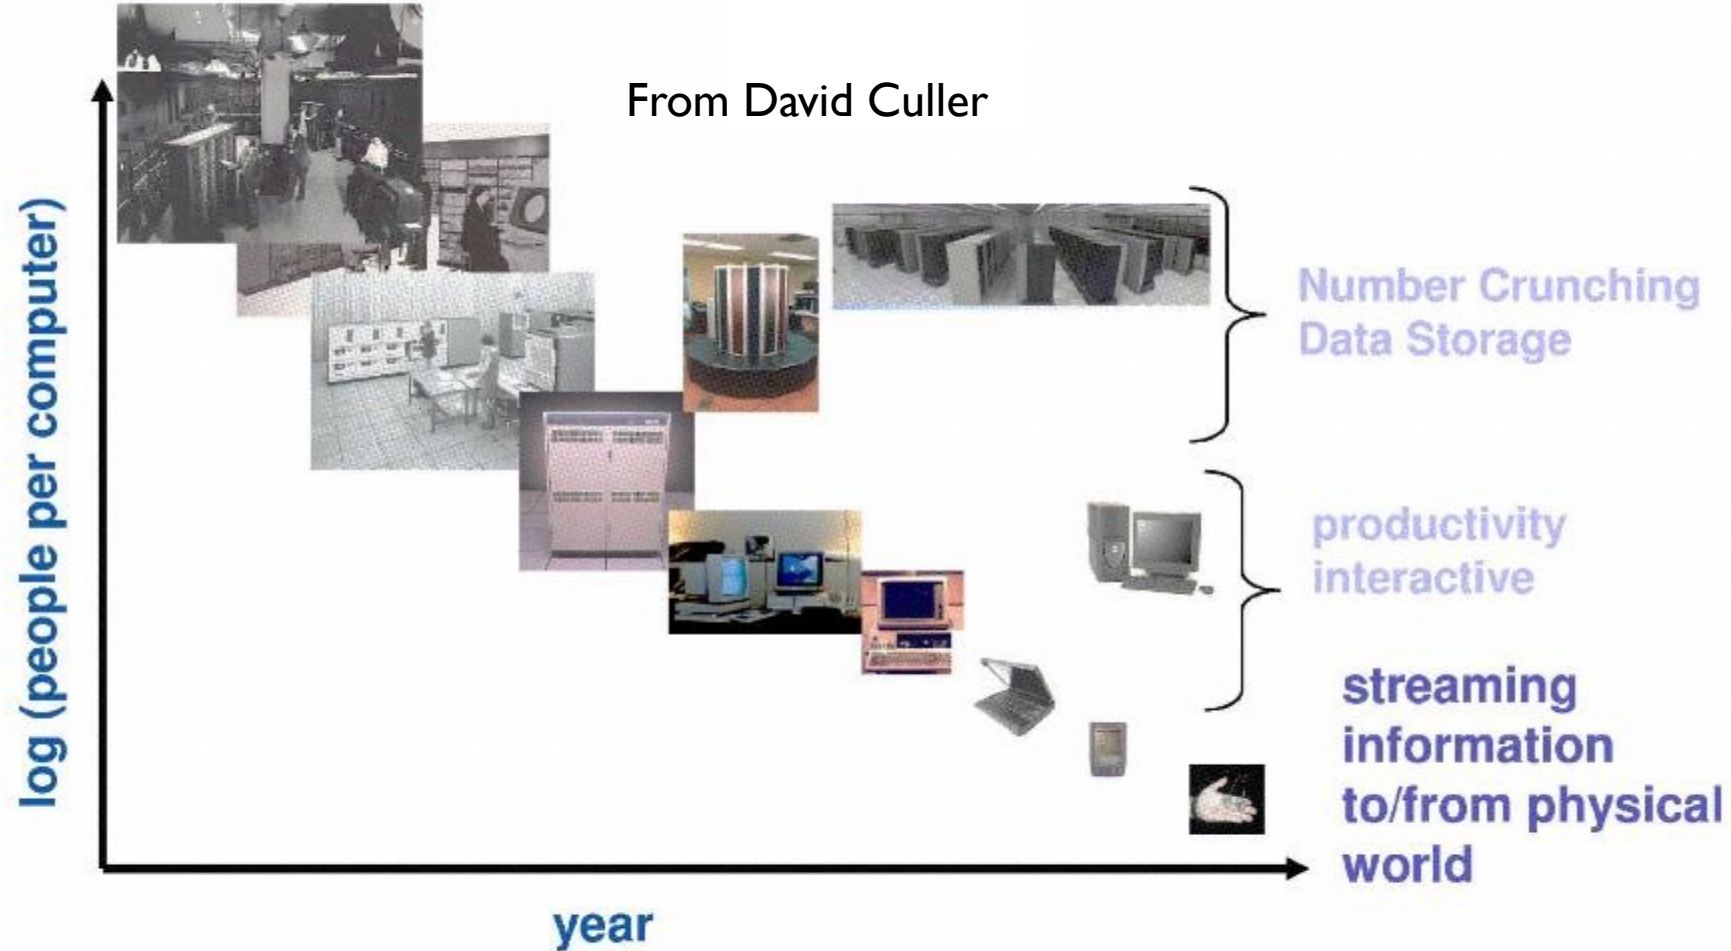 From David Culler
log (people per computer)
Number Crunching
Data Storage
productivity
interactive
streaming
information
to/from physical
world
year